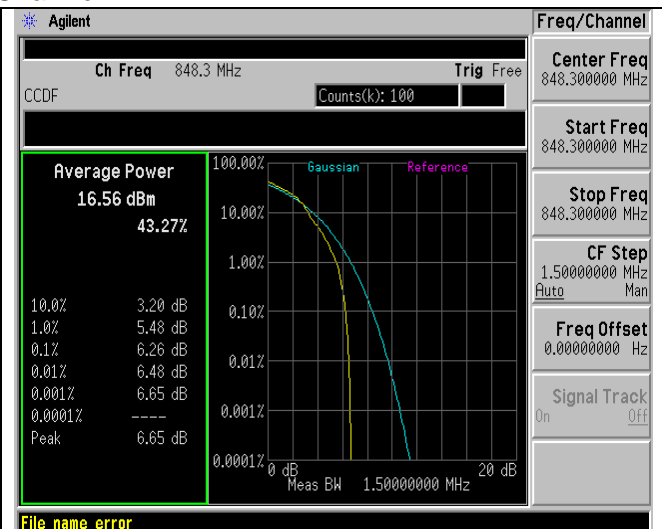 Agilent
Freq/Channel
Ch Freq 848.3 MHz Trig Free
CCDF Counts(k): 100
Average Power
16.56 dBm
43.27%
10.0% 3.20 dB
1.0% 5.48 dB
0.1% 6.26 dB
0.01% 6.48 dB
0.001% 6.65 dB
0.0001% ----
Peak 6.65 dB
Gaussian Reference
100.00%
10.00%
1.00%
0.10%
0.01%
0.001%
0.0001%
0 dB 20 dB
Meas BW 1.50000000 MHz
Center Freq
848.300000 MHz
Start Freq
848.300000 MHz
Stop Freq
848.300000 MHz
CF Step
1.50000000 MHz
Auto Man
Freq Offset
0.00000000 Hz
Signal Track
On Off
File name error